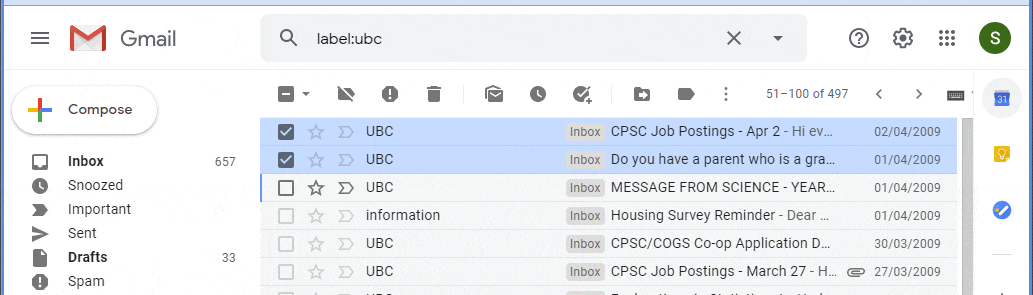 Gmail
label:ubc
S
Compose
51–100 of 497
31
Inbox 657
Snoozed
Important
Sent
Drafts 33
Spam
UBC Inbox CPSC Job Postings - Apr 2 - Hi ev… 02/04/2009
UBC Inbox Do you have a parent who is a gra… 01/04/2009
UBC Inbox MESSAGE FROM SCIENCE - YEAR… 01/04/2009
information Inbox Housing Survey Reminder - Dear … 01/04/2009
UBC Inbox CPSC/COGS Co-op Application D… 30/03/2009
UBC Inbox CPSC Job Postings - March 27 - H… 27/03/2009